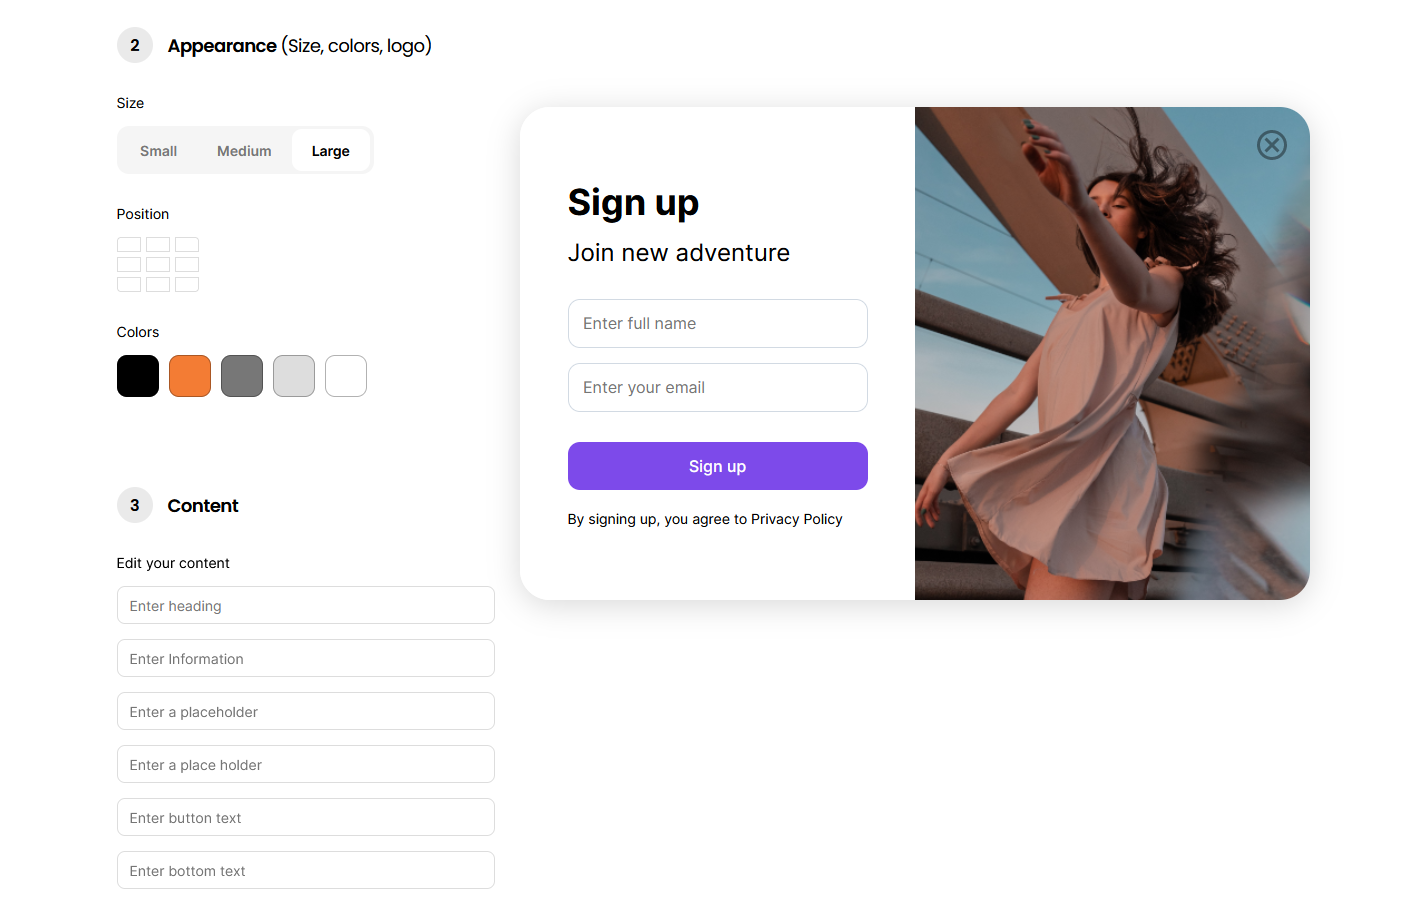 2
Appearance (Size, colors, logo)
Size
Small Medium Large
Position
Colors
3
Content
Edit your content
Enter heading
Enter Information
Enter a placeholder
Enter a place holder
Enter button text
Enter bottom text
Sign up
Join new adventure
Enter full name
Enter your email
Sign up
By signing up, you agree to Privacy Policy